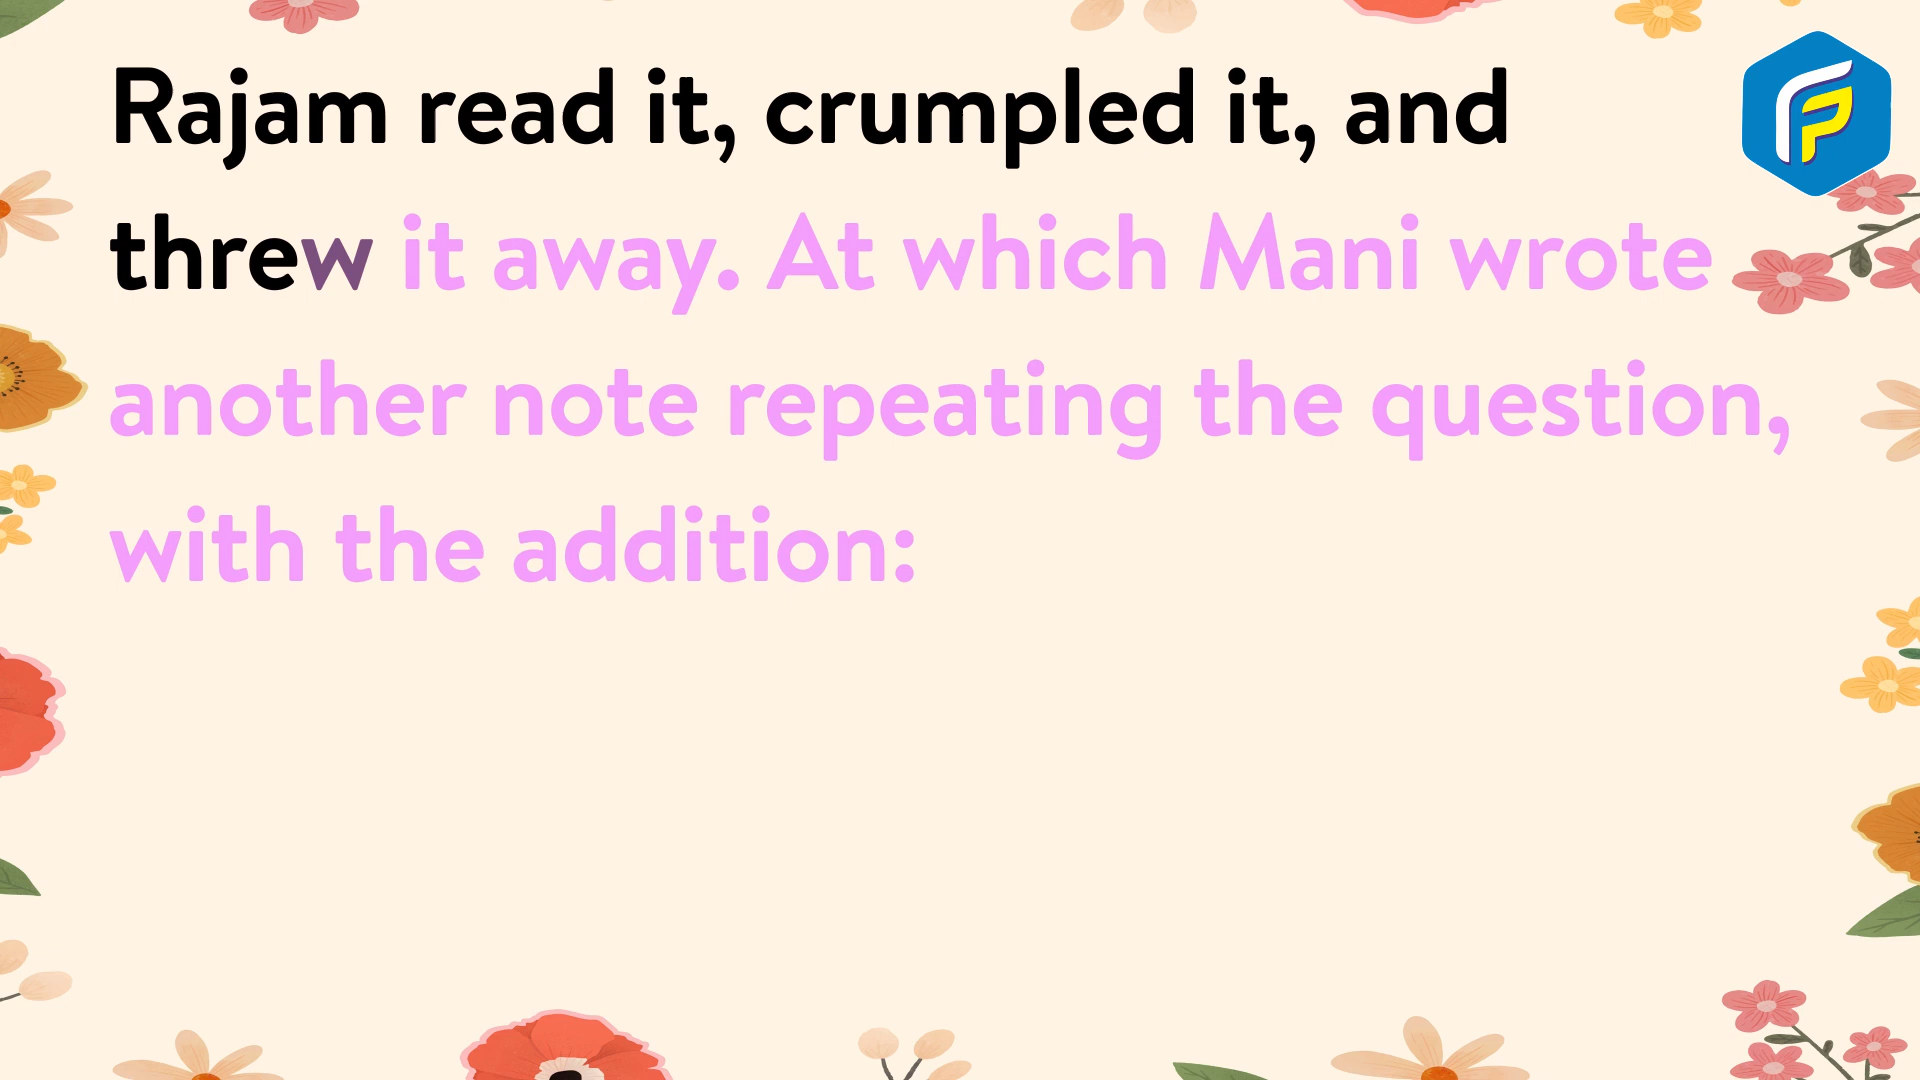 Rajam read it, crumpled it, and
threw it away. At which Mani wrote
another note repeating the question,
with the addition: